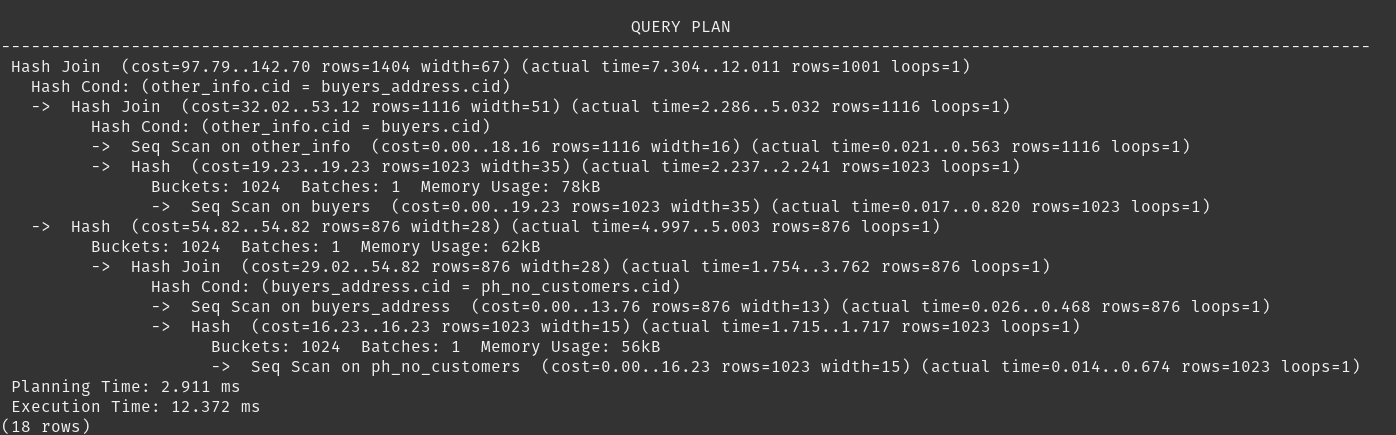 QUERY PLAN
-----------------------------------------------------------------------------------------------------------------------------------------
Hash Join  (cost=97.79..142.70 rows=1404 width=67) (actual time=7.304..12.011 rows=1001 loops=1)
  Hash Cond: (other_info.cid = buyers_address.cid)
  ->  Hash Join  (cost=32.02..53.12 rows=1116 width=51) (actual time=2.286..5.032 rows=1116 loops=1)
        Hash Cond: (other_info.cid = buyers.cid)
        ->  Seq Scan on other_info  (cost=0.00..18.16 rows=1116 width=16) (actual time=0.021..0.563 rows=1116 loops=1)
        ->  Hash  (cost=19.23..19.23 rows=1023 width=35) (actual time=2.237..2.241 rows=1023 loops=1)
              Buckets: 1024  Batches: 1  Memory Usage: 78kB
              ->  Seq Scan on buyers  (cost=0.00..19.23 rows=1023 width=35) (actual time=0.017..0.820 rows=1023 loops=1)
  ->  Hash  (cost=54.82..54.82 rows=876 width=28) (actual time=4.997..5.003 rows=876 loops=1)
        Buckets: 1024  Batches: 1  Memory Usage: 62kB
        ->  Hash Join  (cost=29.02..54.82 rows=876 width=28) (actual time=1.754..3.762 rows=876 loops=1)
              Hash Cond: (buyers_address.cid = ph_no_customers.cid)
              ->  Seq Scan on buyers_address  (cost=0.00..13.76 rows=876 width=13) (actual time=0.026..0.468 rows=876 loops=1)
              ->  Hash  (cost=16.23..16.23 rows=1023 width=15) (actual time=1.715..1.717 rows=1023 loops=1)
                    Buckets: 1024  Batches: 1  Memory Usage: 56kB
                    ->  Seq Scan on ph_no_customers  (cost=0.00..16.23 rows=1023 width=15) (actual time=0.014..0.674 rows=1023 loops=1)
Planning Time: 2.911 ms
Execution Time: 12.372 ms
(18 rows)